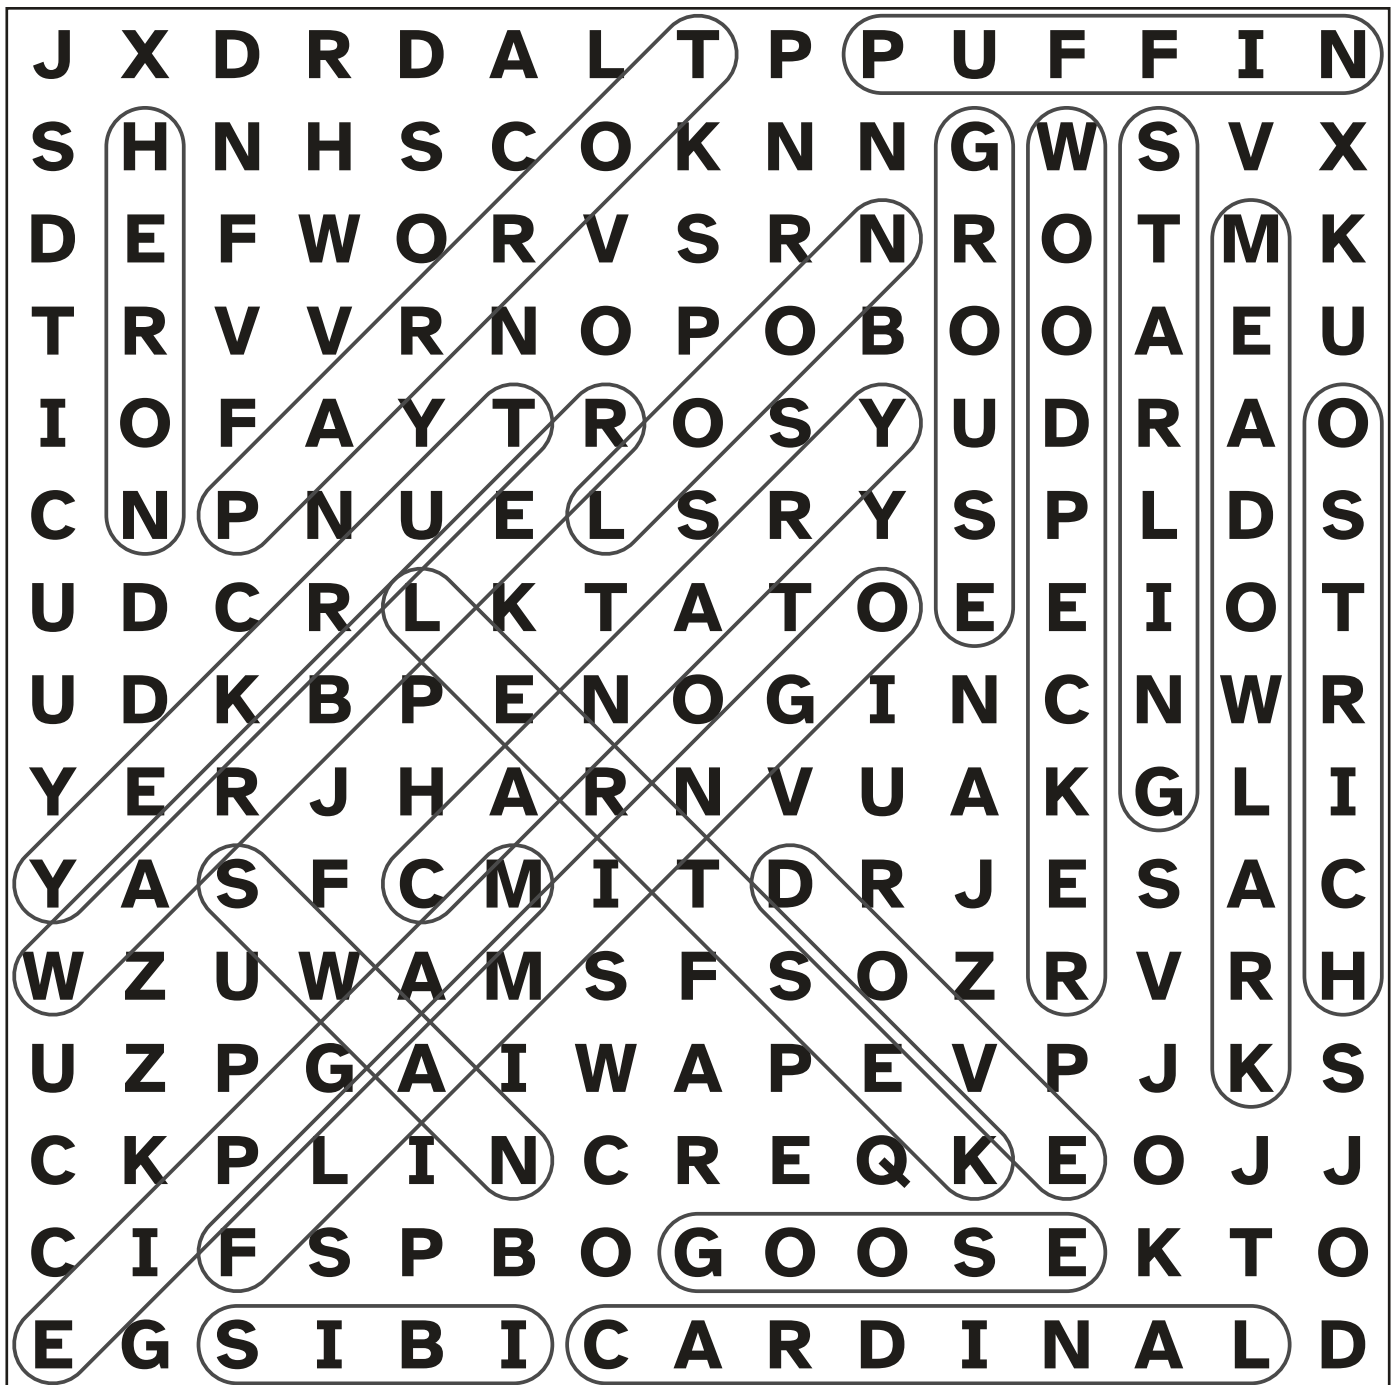 J X D R D A L T P P U F F I N
S H N H S C O K N N G W S V X
D E F W O R V S R N R O T M K
T R V V R N O P O B O O A E U
I O F A Y T R O S Y U D R A O
C N P N U E L S R Y S P L D S
U D C R L K T A T O E E I O T
U D K B P E N O G I N C N W R
Y E R J H A R N V U A K G L I
Y A S F C M I T D R J E S A C
W Z U W A M S F S O Z R V R H
U Z P G A I W A P E V P J K S
C K P L I N C R E Q K E O J J
C I F S P B O G O O S E K T O
E G S I B I C A R D I N A L D